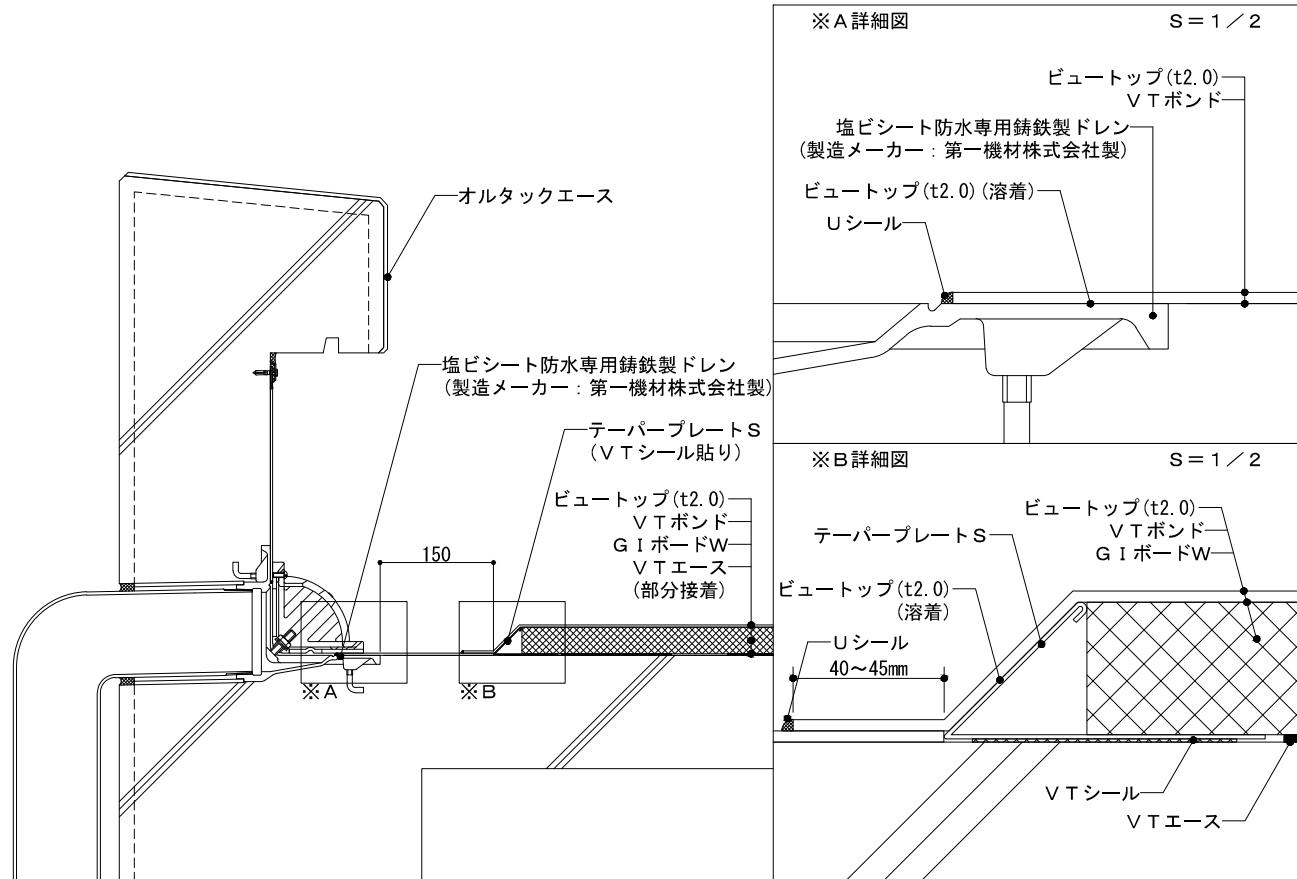 オルタックエース
塩ビシート防水専用鋳鉄製ドレン
(製造メーカー：第一機材株式会社製)
テーパープレートS
(VTシール貼り)
ビュートップ(t2.0)
VTボンド
GIボードW
VTエース
(部分接着)
150
※A
※B
※A詳細図
S=1/2
ビュートップ(t2.0)
VTボンド
塩ビシート防水専用鋳鉄製ドレン
(製造メーカー：第一機材株式会社製)
ビュートップ(t2.0)(溶着)
Uシール
※B詳細図
S=1/2
ビュートップ(t2.0)
VTボンド
GIボードW
テーパープレートS
ビュートップ(t2.0)
(溶着)
Uシール
40～45mm
VTシール
VTエース